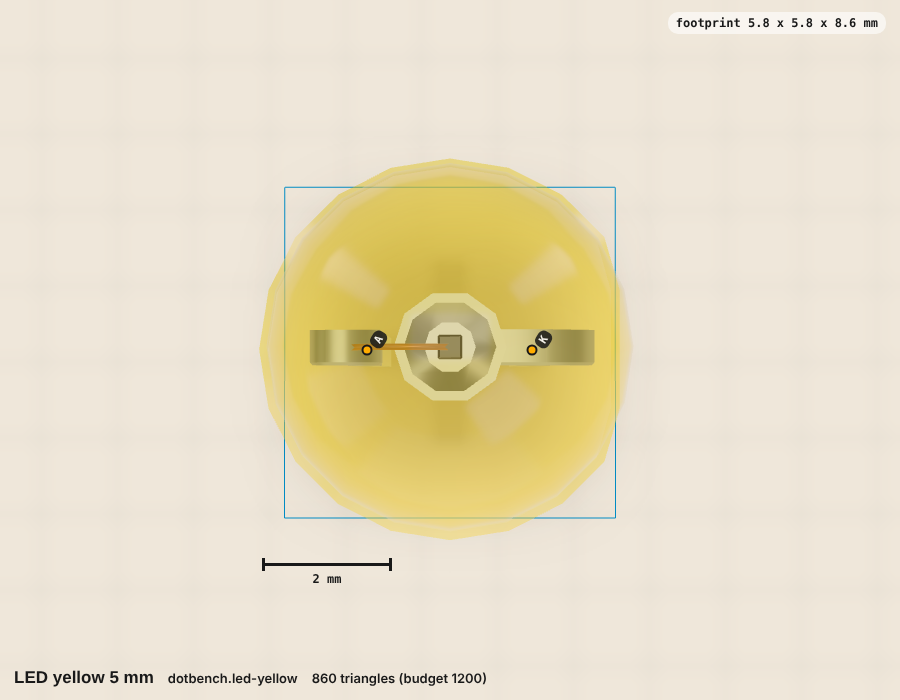 footprint 5.8 x 5.8 x 8.6 mm
A
K
2 mm
LED yellow 5 mm dotbench.led-yellow 860 triangles (budget 1200)